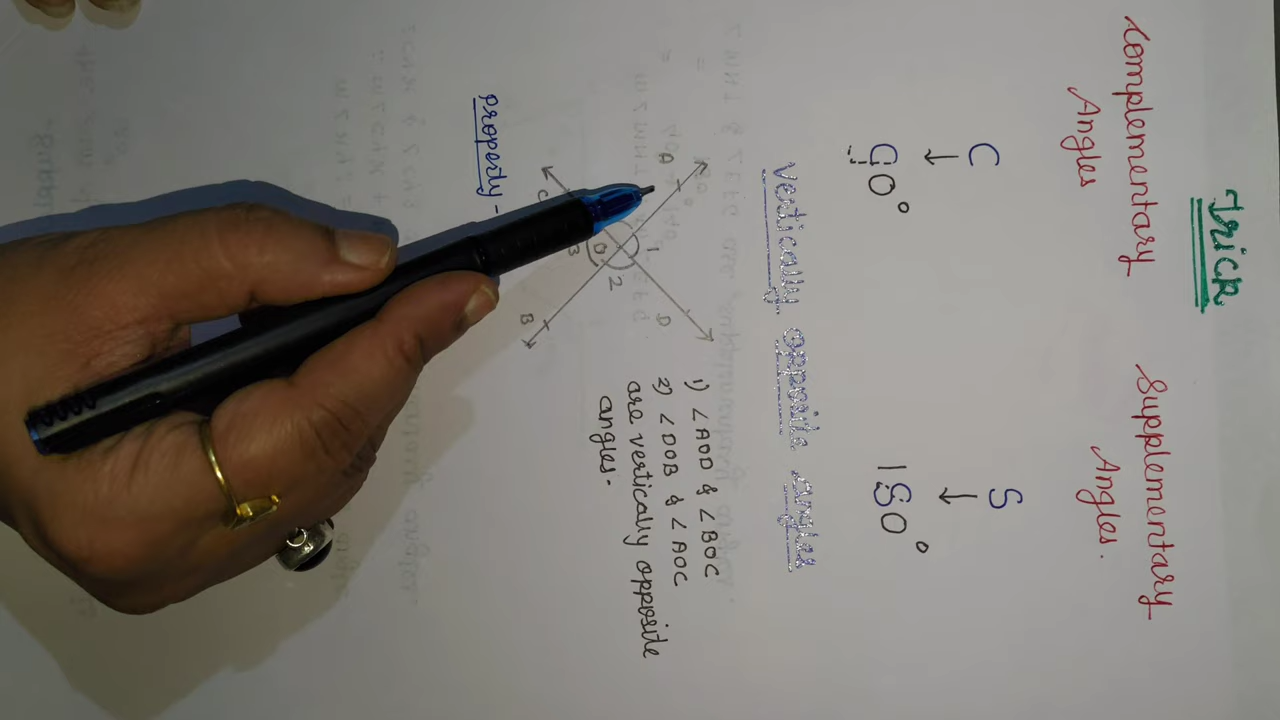 Trick
Complementary
Angles
Supplementary
Angles.
C
↓
90°
S
↓
180°
Vertically opposite angles
A
1
D
O
2
C
3
B
1) ∠AOD & ∠BOC
2) ∠DOB & ∠AOC
are vertically opposite
angles.
Property-